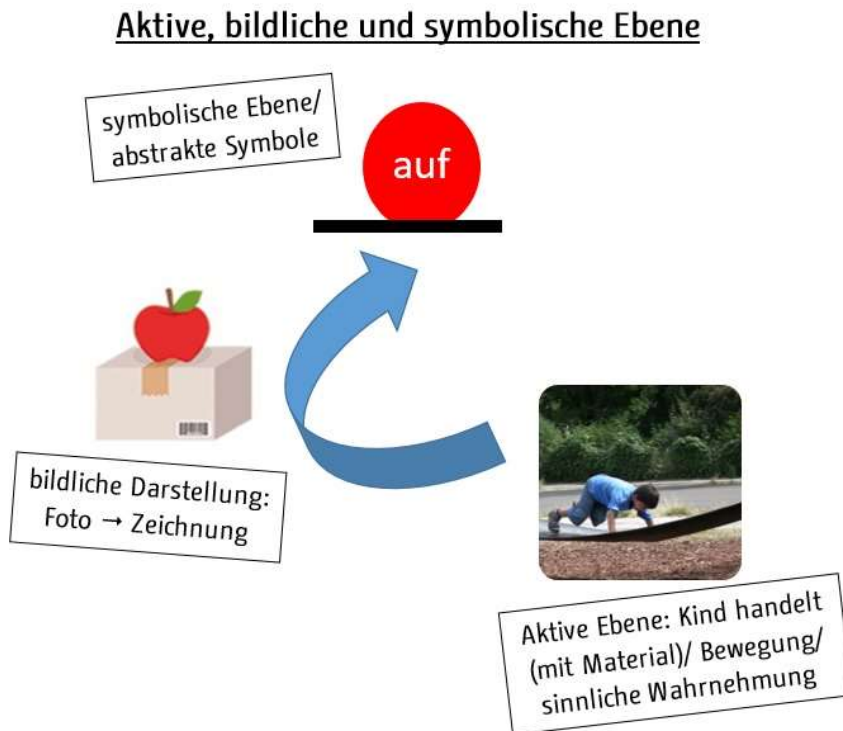 Aktive, bildliche und symbolische Ebene
symbolische Ebene/
abstrakte Symbole
auf
bildliche Darstellung:
Foto → Zeichnung
Aktive Ebene: Kind handelt
(mit Material)/ Bewegung/
sinnliche Wahrnehmung